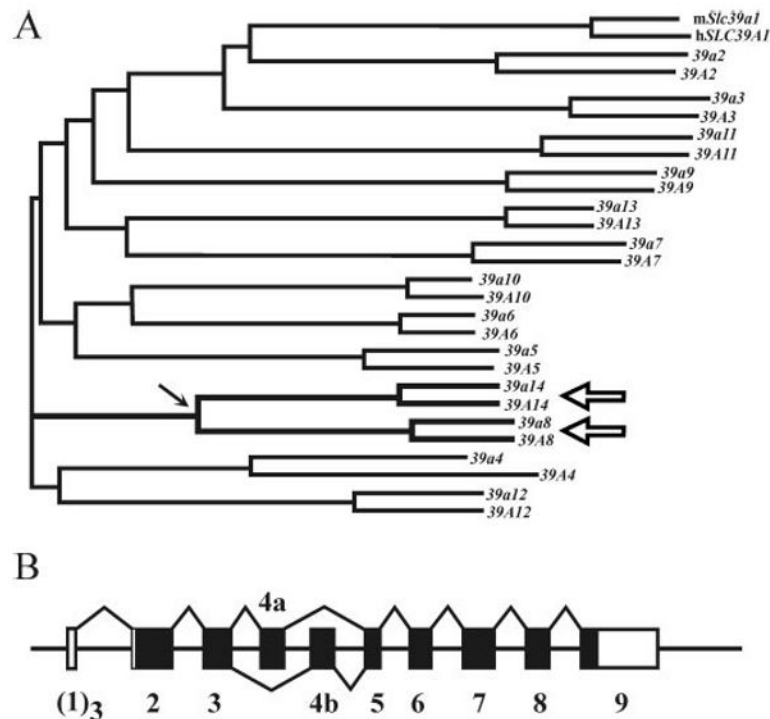 A
mSlc39a1
hSLC39A1
39a2
39A2
39a3
39A3
39a11
39A11
39a9
39A9
39a13
39A13
39a7
39A7
39a10
39A10
39a6
39A6
39a5
39A5
39a14
39A14
39a8
39A8
39a4
39A4
39a12
39A12
B
4a
(1)3 2 3 4b 5 6 7 8 9